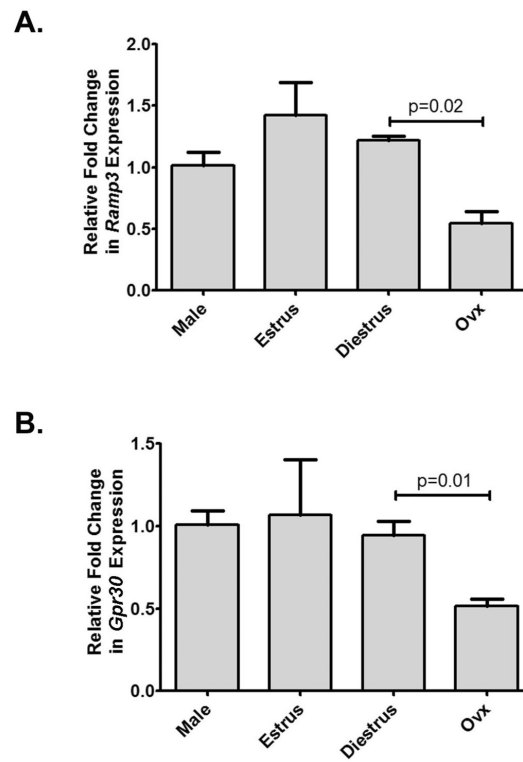 A.
Relative Fold Change
in Ramp3 Expression
2.0
1.5
1.0
0.5
0.0
p=0.02
Male
Estrus
Diestrus
Ovx
B.
Relative Fold Change
in Gpr30 Expression
1.5
1.0
0.5
0.0
p=0.01
Male
Estrus
Diestrus
Ovx